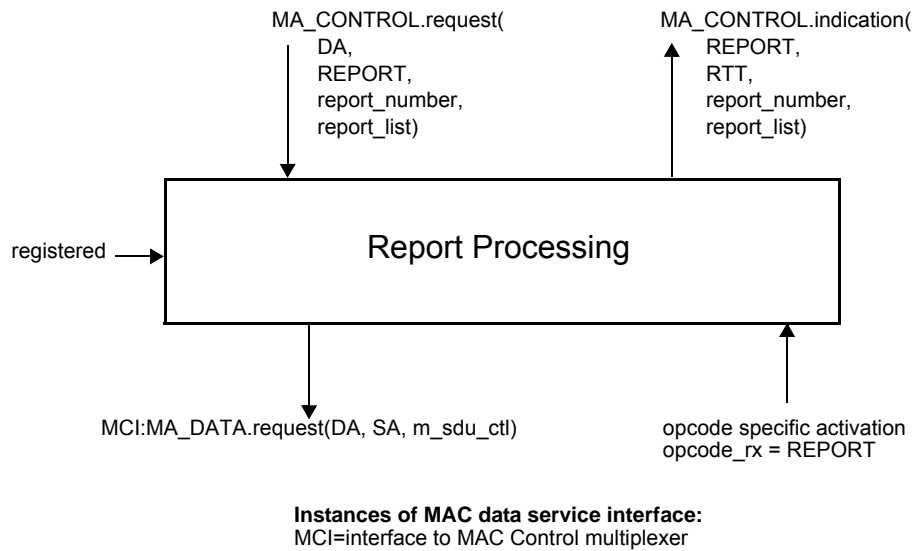 MA_CONTROL.request(
DA,
REPORT,
report_number,
report_list)
MA_CONTROL.indication(
REPORT,
RTT,
report_number,
report_list)
registered
Report Processing
MCI:MA_DATA.request(DA, SA, m_sdu_ctl)
opcode specific activation
opcode_rx = REPORT
Instances of MAC data service interface:
MCI=interface to MAC Control multiplexer